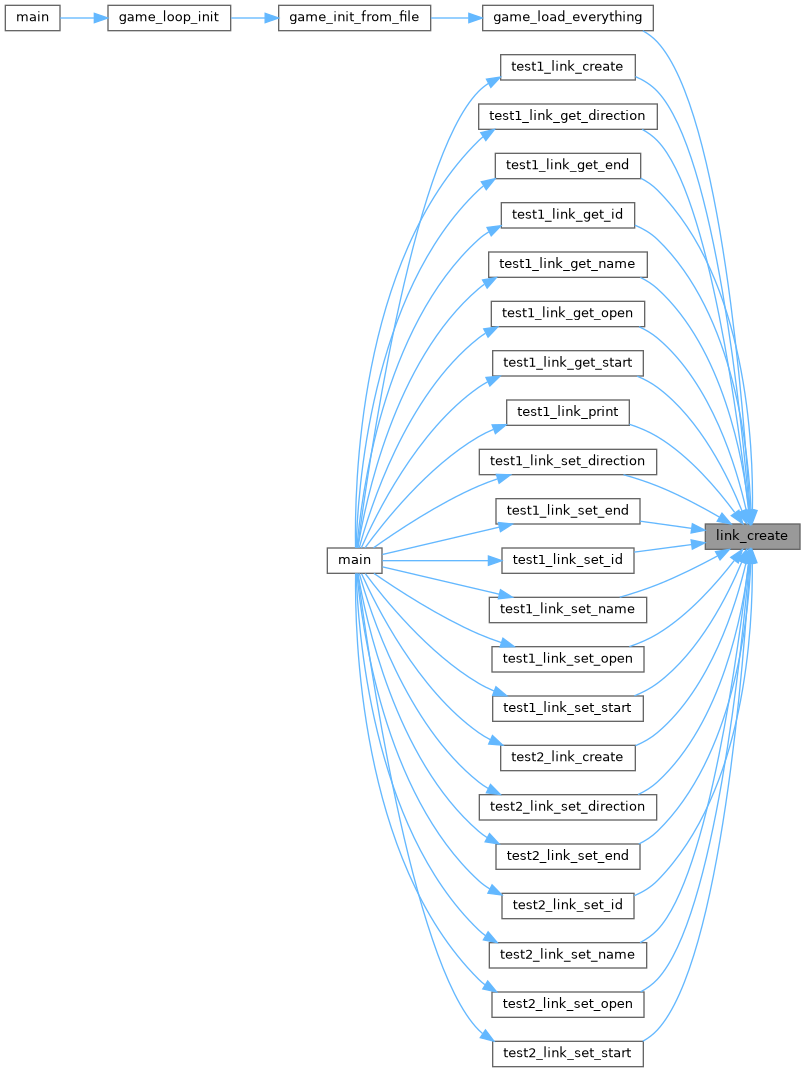 main
game_loop_init
game_init_from_file
game_load_everything
test1_link_create
test1_link_get_direction
test1_link_get_end
test1_link_get_id
test1_link_get_name
test1_link_get_open
test1_link_get_start
test1_link_print
test1_link_set_direction
test1_link_set_end
link_create
main
test1_link_set_id
test1_link_set_name
test1_link_set_open
test1_link_set_start
test2_link_create
test2_link_set_direction
test2_link_set_end
test2_link_set_id
test2_link_set_name
test2_link_set_open
test2_link_set_start